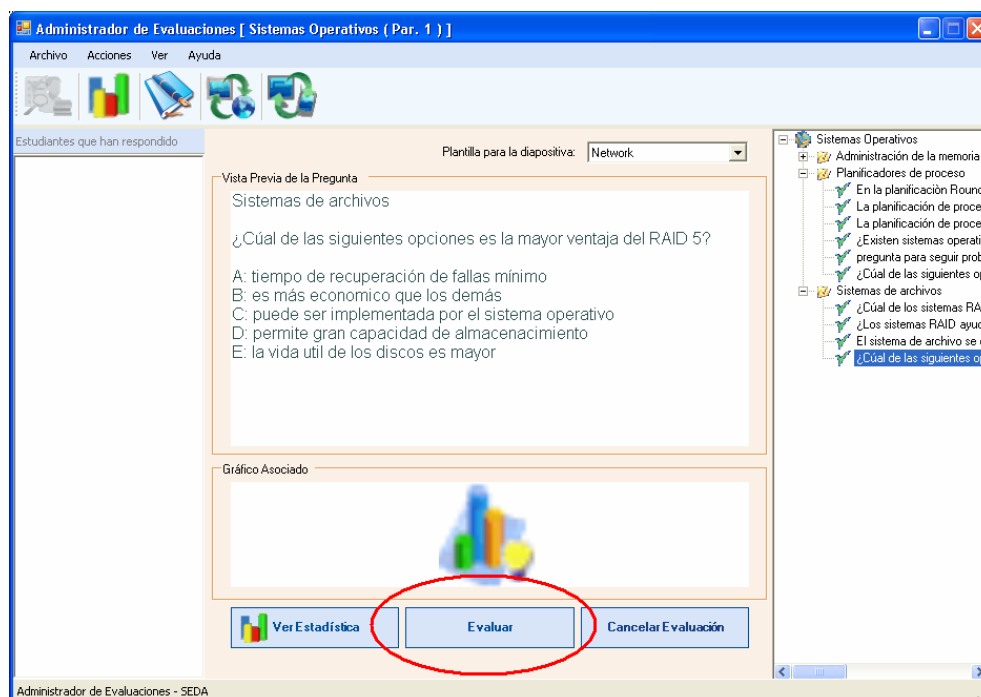 Administrador de Evaluaciones [ Sistemas Operativos ( Par. 1 ) ]
Archivo Acciones Ver Ayuda
Estudiantes que han respondido
Plantilla para la diapositiva: Network
Vista Previa de la Pregunta
Sistemas de archivos
¿Cúal de las siguientes opciones es la mayor ventaja del RAID 5?
A: tiempo de recuperación de fallas mínimo
B: es más economico que los demás
C: puede ser implementada por el sistema operativo
D: permite gran capacidad de almacenacimiento
E: la vida util de los discos es mayor
Gráfico Asociado
Ver Estadística
Evaluar
Cancelar Evaluación
Sistemas Operativos
Administración de la memoria
Planificadores de proceso
En la planificaciòn Round
La planificación de proce
La planificación de proce
¿Existen sistemas operati
pregunta para seguir prob
¿Cúal de las siguientes op
Sistemas de archivos
¿Cúal de los sistemas RA
¿Los sistemas RAID ayud
El sistema de archivo se
¿Cúal de las siguientes op
Administrador de Evaluaciones - SEDA